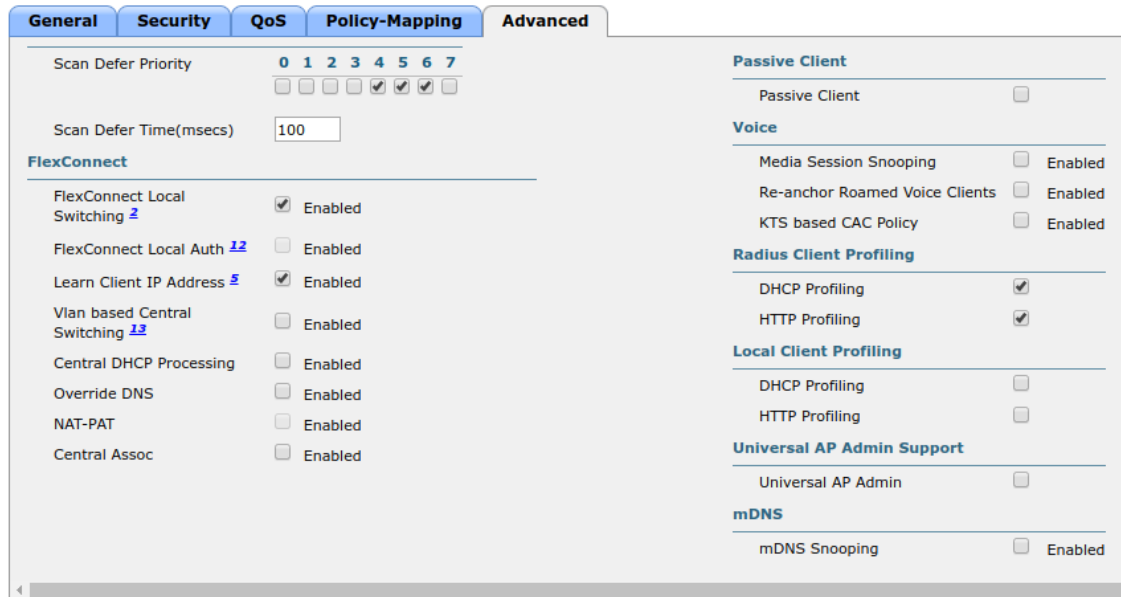 General Security QoS Policy-Mapping Advanced
Scan Defer Priority 0 1 2 3 4 5 6 7
Scan Defer Time(msecs) 100
FlexConnect
FlexConnect Local
Switching 2 Enabled
FlexConnect Local Auth 12 Enabled
Learn Client IP Address 5 Enabled
Vlan based Central
Switching 13 Enabled
Central DHCP Processing Enabled
Override DNS Enabled
NAT-PAT Enabled
Central Assoc Enabled
Passive Client
Passive Client
Voice
Media Session Snooping Enabled
Re-anchor Roamed Voice Clients Enabled
KTS based CAC Policy Enabled
Radius Client Profiling
DHCP Profiling
HTTP Profiling
Local Client Profiling
DHCP Profiling
HTTP Profiling
Universal AP Admin Support
Universal AP Admin
mDNS
mDNS Snooping Enabled